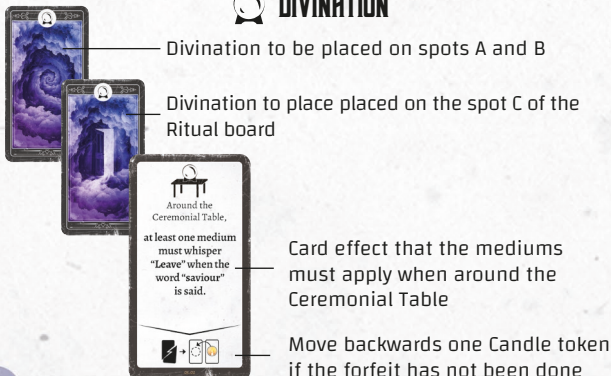 DIVINATION
Divination to be placed on spots A and B
Divination to place placed on the spot C of the
Ritual board
Around the
Ceremonial Table,
at least one medium
must whisper
“Leave” when the
word “saviour”
is said.
Card effect that the mediums
must apply when around the
Ceremonial Table
Move backwards one Candle token
if the forfeit has not been done